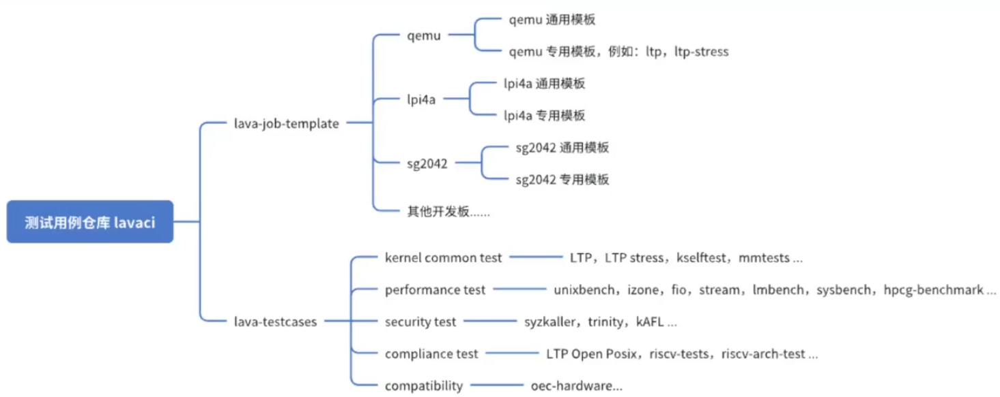 测试用例仓库 lavaci
lava-job-template
qemu
qemu 通用模板
qemu 专用模板，例如：ltp，ltp-stress
lpi4a
lpi4a 通用模板
lpi4a 专用模板
sg2042
sg2042 通用模板
sg2042 专用模板
其他开发板......
lava-testcases
kernel common test
LTP，LTP stress，kselftest，mmtests ...
performance test
unixbench，izone，fio，stream，lmbench，sysbench，hpcg-benchmark ...
security test
syzkaller，trinity，kAFL ...
compliance test
LTP Open Posix，riscv-tests，riscv-arch-test ...
compatibility
oec-hardware...